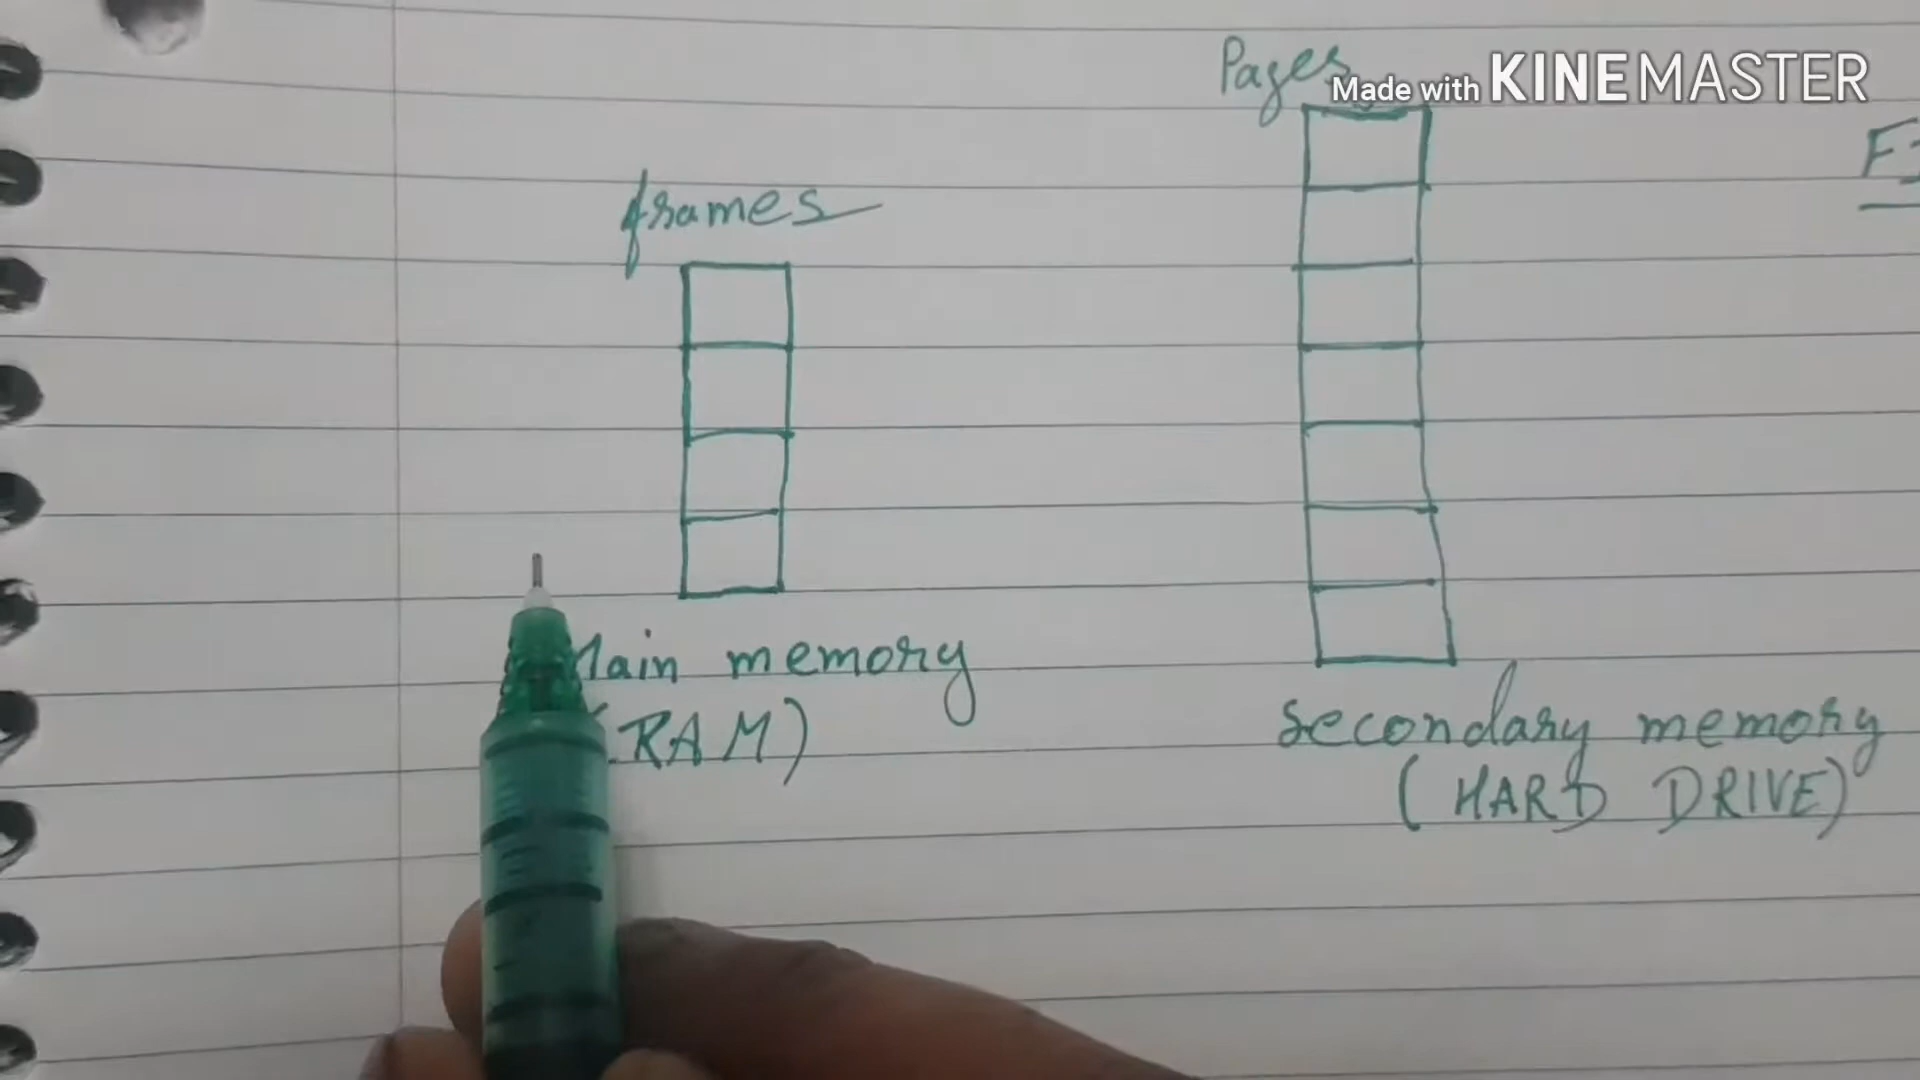 Pages
Made with KINEMASTER
frames
Main memory
(RAM)
secondary memory
(HARD DRIVE)